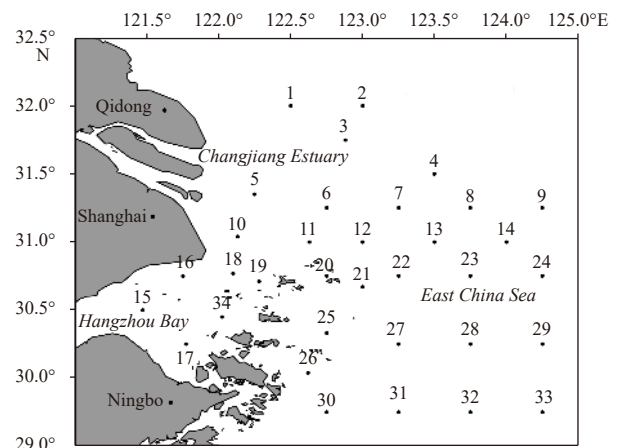 121.5° 122.0° 122.5° 123.0° 123.5° 124.0° 125.0°E
32.5°
N
1 2
Qidong
32.0°
3
Changjiang Estuary
4
31.5°
5
6 7 8 9
Shanghai
10 11 12 13 14
31.0°
16 18 19 20 21 22 23 24
15 34
East China Sea
30.5°
Hangzhou Bay
25
27 28 29
17 26
30.0°
Ningbo
30 31 32 33
29.0°